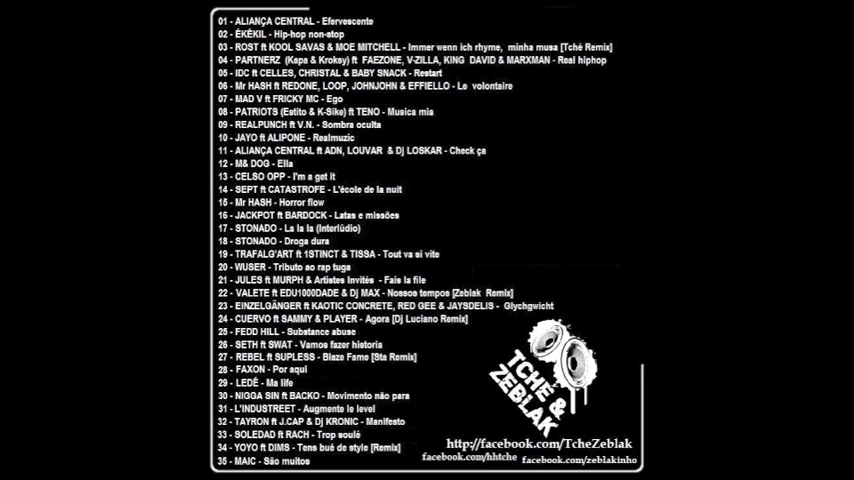 01 - ALIANÇA CENTRAL - Efervescente
02 - ÉKÉKIL - Hip-hop non-stop
03 - ROST ft KOOL SAVAS & MOE MITCHELL - Immer wenn ich rhyme, minha musa [Tché Remix]
04 - PARTNERZ (Kapa & Kroksy) ft FAEZONE, V-ZILLA, KING DAVID & MARXMAN - Real hiphop
05 - IDC ft CELLES, CHRISTAL & BABY SNACK - Restart
06 - Mr HASH ft REDONE, LOOP, JOHNJOHN & EFFIELLO - Le volontaire
07 - MAD V ft FRICKY MC - Ego
08 - PATRIOTS (Estito & K-Sike) ft TENO - Musica mia
09 - REALPUNCH ft V.N. - Sombra oculta
10 - JAYO ft ALIPONE - Realmuzic
11 - ALIANÇA CENTRAL ft ADN, LOUVAR & Dj LOSKAR - Check ça
12 - M& DOG - Ella
13 - CELSO OPP - I'm a get it
14 - SEPT ft CATASTROFE - L'école de la nuit
15 - Mr HASH - Horror flow
16 - JACKPOT ft BARDOCK - Latas e missões
17 - STONADO - La la la (Interlúdio)
18 - STONADO - Droga dura
19 - TRAFALG'ART ft 1STINCT & TISSA - Tout va si vite
20 - WUSER - Tributo ao rap tuga
21 - JULES ft MURPH & Artistes Invités - Fais la file
22 - VALETE ft EDU1000DADE & Dj MAX - Nossos tempos [Zeblak Remix]
23 - EINZELGÄNGER ft KAOTIC CONCRETE, RED GEE & JAYSDELIS - Glychgwicht
24 - CUERVO ft SAMMY & PLAYER - Agora [Dj Luciano Remix]
25 - FEDD HILL - Substance abuse
26 - SETH ft SWAT - Vamos fazer historia
27 - REBEL ft SUPLESS - Blaze Fame [Sta Remix]
28 - FAXON - Por aqui
29 - LEDÉ - Ma life
30 - NIGGA SIN ft BACKO - Movimento não para
31 - L'INDUSTREET - Augmente le level
32 - TAYRON ft J.CAP & Dj KRONIC - Manifesto
33 - SOLEDAD ft RACH - Trop soulé
34 - YOYO ft DIMS - Tens bué de style [Remix]
35 - MAIC - São muitos
TCHÉ &
ZEBLAK
http://facebook.com/TcheZeblak
facebook.com/hhtche facebook.com/zeblakinho